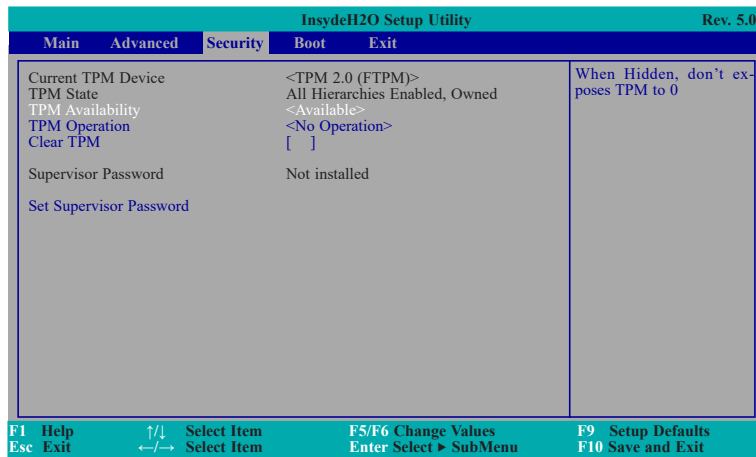 InsydeH2O Setup Utility Rev. 5.0
Main Advanced Security Boot Exit
Current TPM Device <TPM 2.0 (FTPM)>
TPM State All Hierarchies Enabled, Owned
TPM Availability <Available>
TPM Operation <No Operation>
Clear TPM [ ]
Supervisor Password Not installed
Set Supervisor Password
When Hidden, don't ex-
poses TPM to 0
F1 Help ↑/↓ Select Item F5/F6 Change Values F9 Setup Defaults
Esc Exit ←/→ Select Item Enter Select ► SubMenu F10 Save and Exit